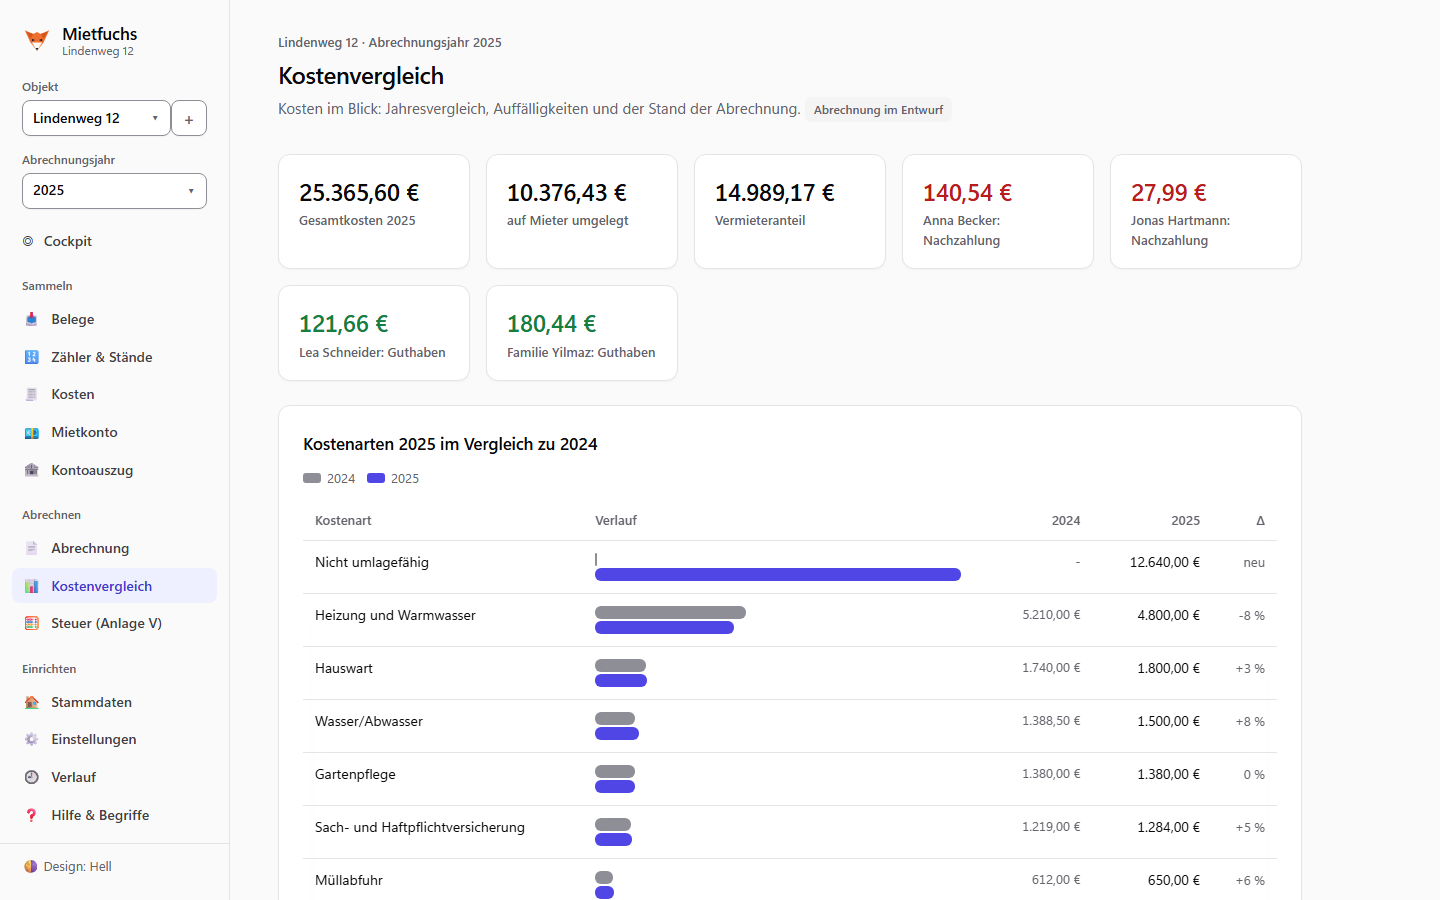 Mietfuchs
Lindenweg 12
Objekt
Lindenweg 12
+
Abrechnungsjahr
2025
Cockpit
Sammeln
Belege
Zähler & Stände
Kosten
Mietkonto
Kontoauszug
Abrechnen
Abrechnung
Kostenvergleich
Steuer (Anlage V)
Einrichten
Stammdaten
Einstellungen
Verlauf
Hilfe & Begriffe
Design: Hell
Lindenweg 12 · Abrechnungsjahr 2025
Kostenvergleich
Kosten im Blick: Jahresvergleich, Auffälligkeiten und der Stand der Abrechnung. Abrechnung im Entwurf
25.365,60 €
Gesamtkosten 2025
10.376,43 €
auf Mieter umgelegt
14.989,17 €
Vermieteranteil
140,54 €
Anna Becker:
Nachzahlung
27,99 €
Jonas Hartmann:
Nachzahlung
121,66 €
Lea Schneider: Guthaben
180,44 €
Familie Yilmaz: Guthaben
Kostenarten 2025 im Vergleich zu 2024
2024 2025
Kostenart Verlauf 2024 2025 Δ
Nicht umlagefähig - 12.640,00 € neu
Heizung und Warmwasser 5.210,00 € 4.800,00 € -8 %
Hauswart 1.740,00 € 1.800,00 € +3 %
Wasser/Abwasser 1.388,50 € 1.500,00 € +8 %
Gartenpflege 1.380,00 € 1.380,00 € 0 %
Sach- und Haftpflichtversicherung 1.219,00 € 1.284,00 € +5 %
Müllabfuhr 612,00 € 650,00 € +6 %